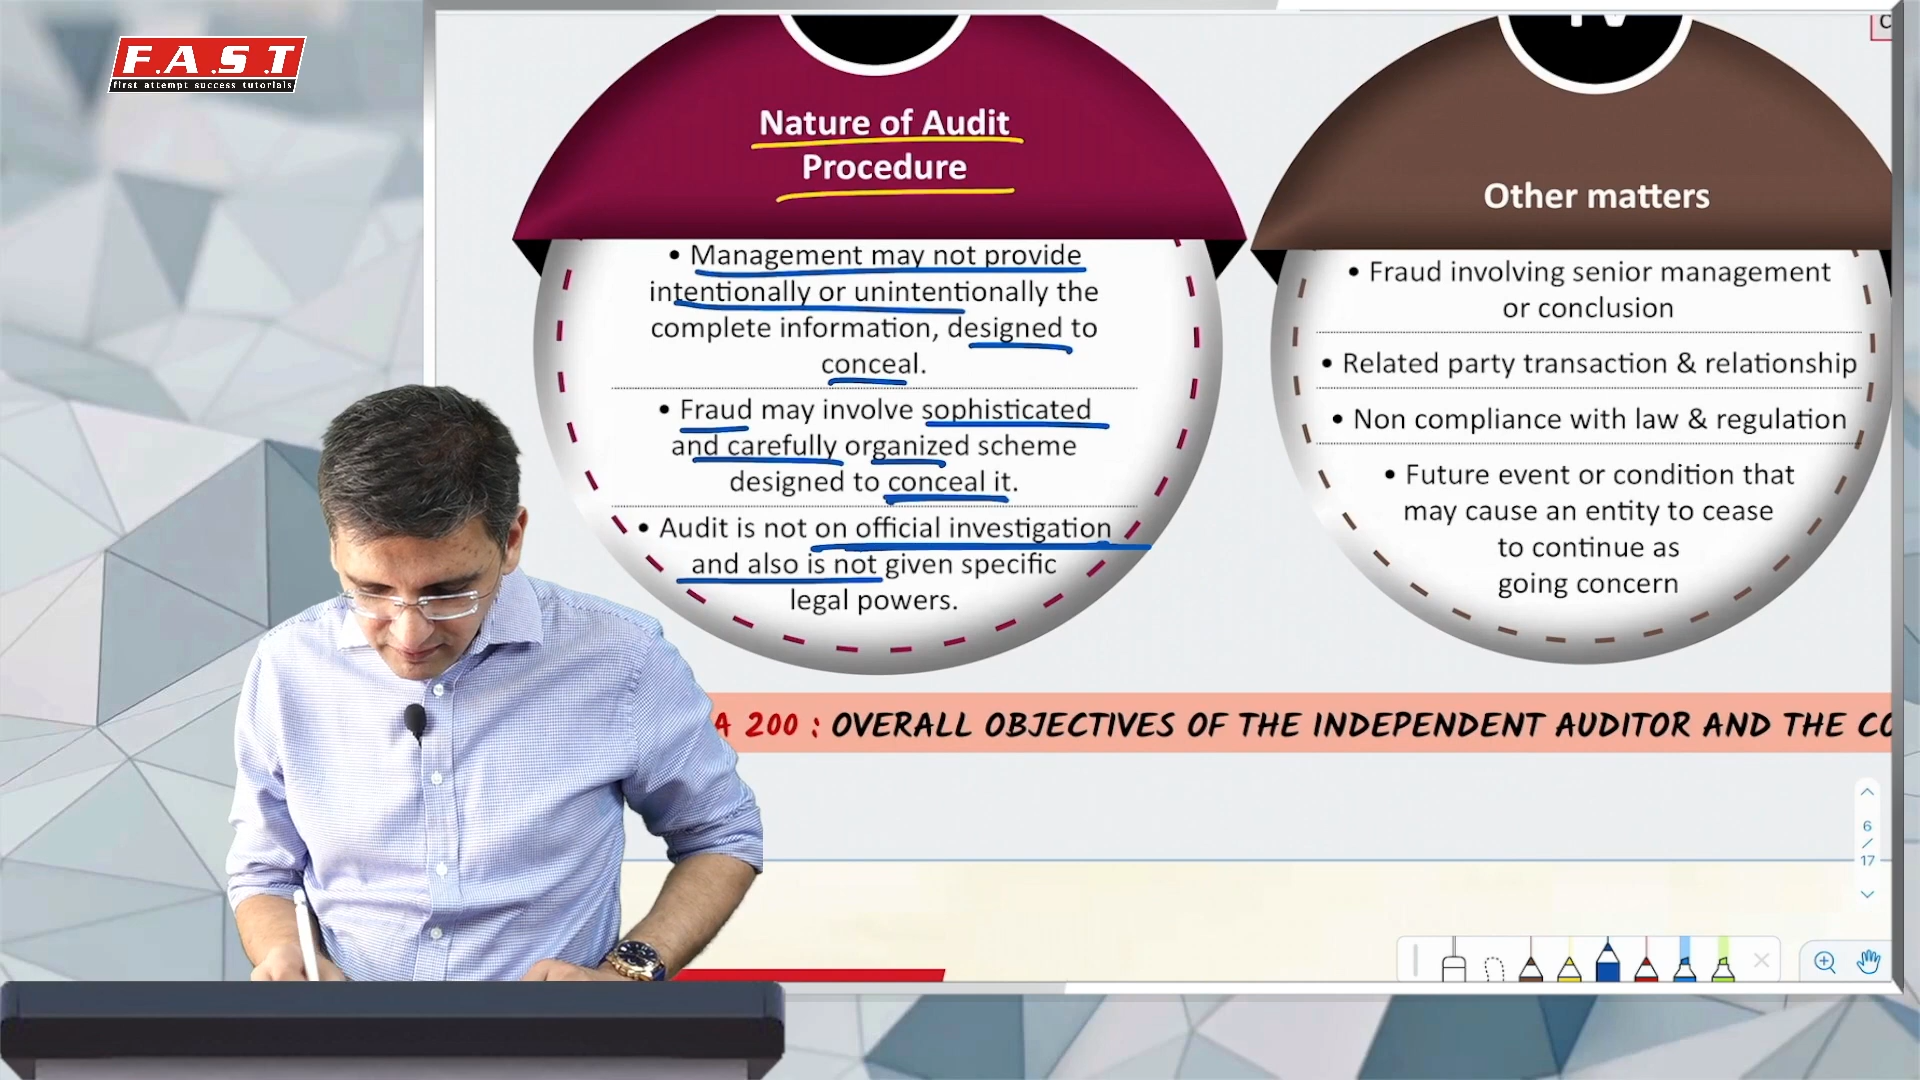 F.A.S.T
first attempt success tutorials
Nature of Audit
Procedure
• Management may not provide
intentionally or unintentionally the
complete information, designed to
conceal.
• Fraud may involve sophisticated
and carefully organized scheme
designed to conceal it.
• Audit is not on official investigation
and also is not given specific
legal powers.
IV
Other matters
• Fraud involving senior management
or conclusion
• Related party transaction & relationship
• Non compliance with law & regulation
• Future event or condition that
may cause an entity to cease
to continue as
going concern
A 200 : OVERALL OBJECTIVES OF THE INDEPENDENT AUDITOR AND THE CO
6
/
17